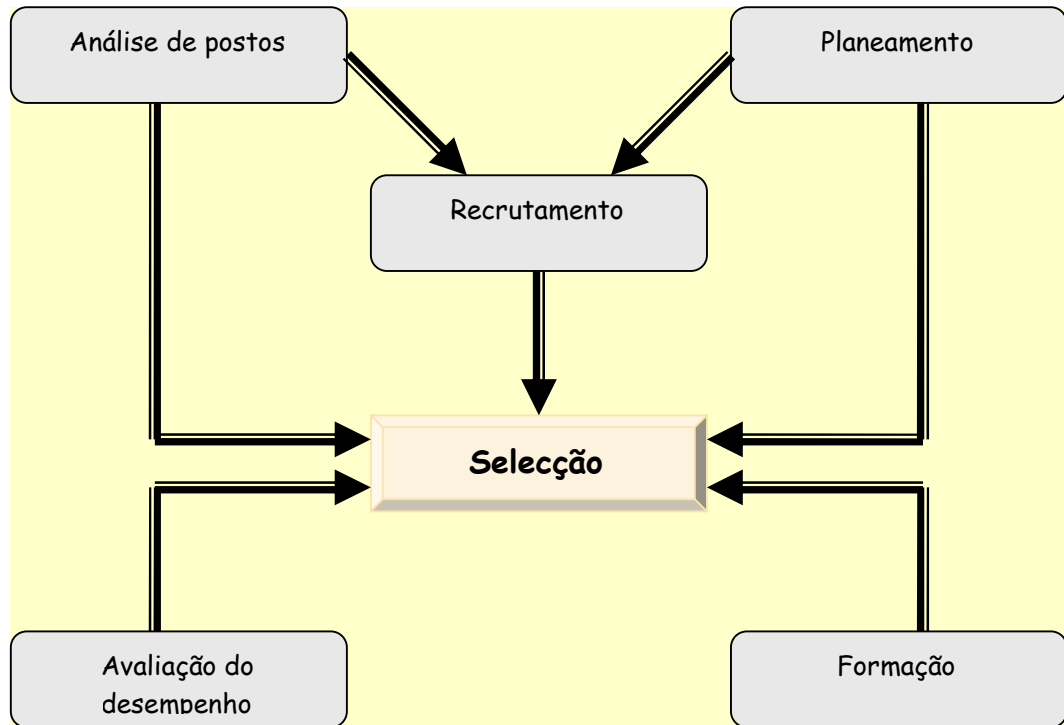 Análise de postos
Planeamento
Recrutamento
Selecção
Avaliação do
desempenho
Formação